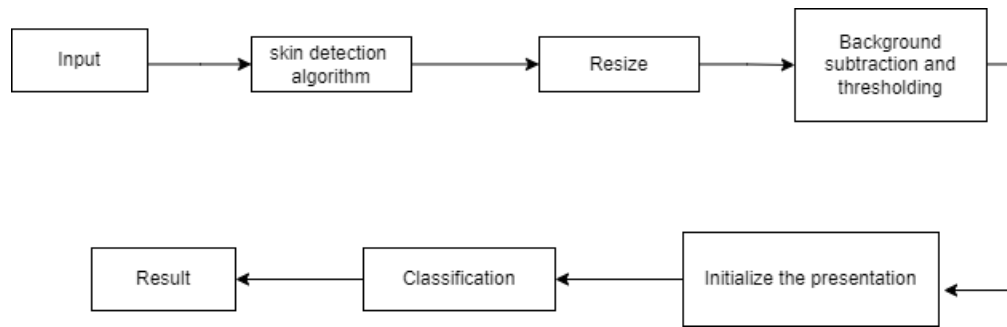 Input
skin detection
algorithm
Resize
Background
subtraction and
thresholding
Result
Classification
Initialize the presentation